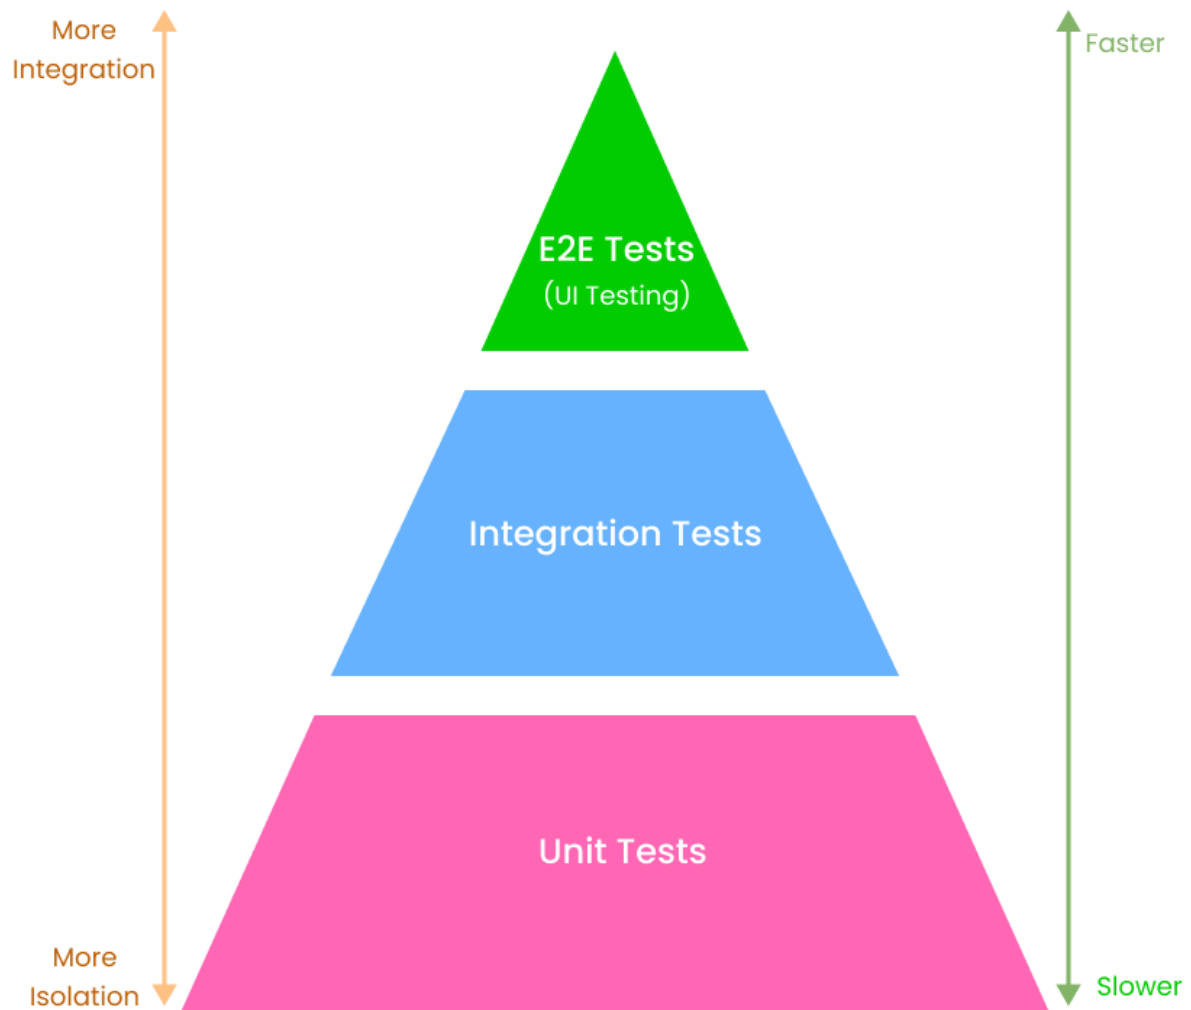 More
Integration
Faster
E2E Tests
(UI Testing)
Integration Tests
Unit Tests
More
Isolation
Slower